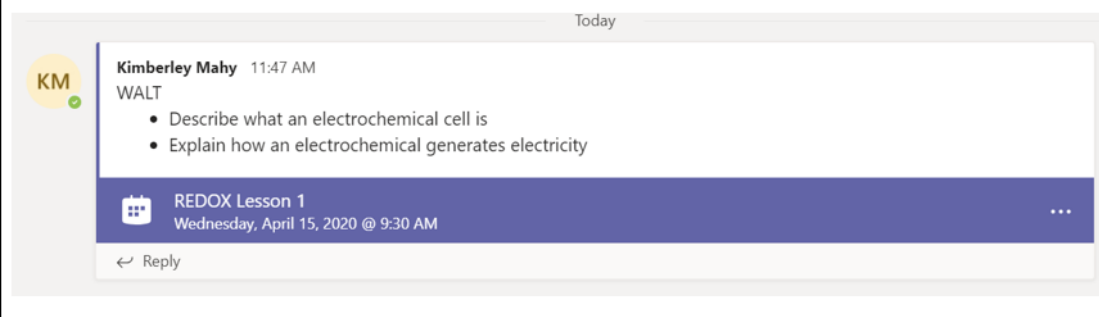 Today
KM
Kimberley Mahy 11:47 AM
WALT
• Describe what an electrochemical cell is
• Explain how an electrochemical generates electricity
REDOX Lesson 1
Wednesday, April 15, 2020 @ 9:30 AM
Reply